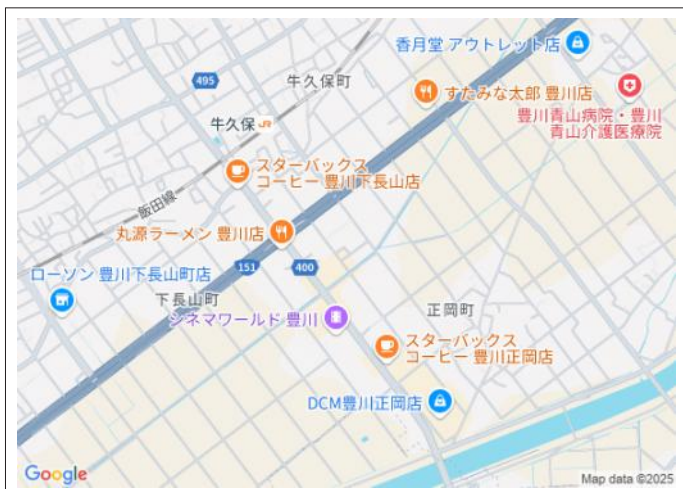 香月堂 アウトレット店
495
牛久保町
すたみな太郎 豊川店
豊川青山病院・豊川
青山介護医療院
牛久保 JR
スターバックス
コーヒー 豊川下長山店
飯田線
丸源ラーメン 豊川店
151
400
ローソン 豊川下長山町店
下長山町
正岡町
シネマワールド 豊川
スターバックス
コーヒー 豊川正岡店
DCM豊川正岡店
Google
Map data ©2025